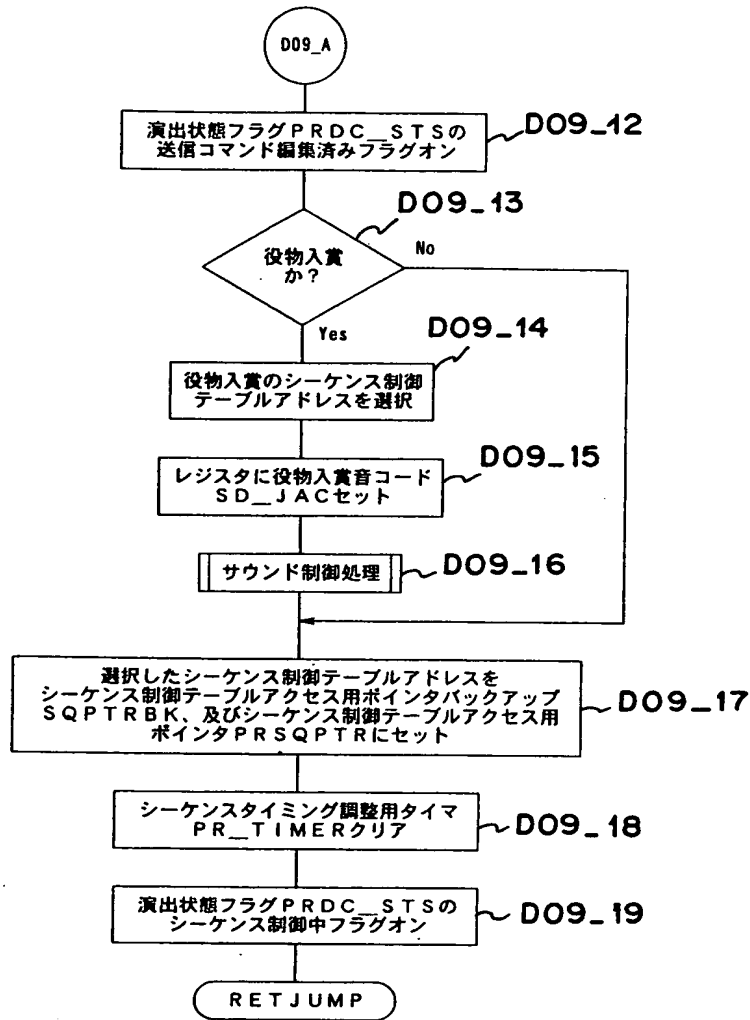 D09_A
演出状態フラグPRDC__STSの
送信コマンド編集済みフラグオン
D09_12
D09_13
役物入賞
か?
No
Yes
D09_14
役物入賞のシーケンス制御
テーブルアドレスを選択
D09_15
レジスタに役物入賞音コード
SD__JACセット
サウンド制御処理
D09_16
選択したシーケンス制御テーブルアドレスを
シーケンス制御テーブルアクセス用ポインタバックアップ
SQPTRBK、及びシーケンス制御テーブルアクセス用
ポインタPRSQPTRにセット
D09_17
シーケンスタイミング調整用タイマ
PR__TIMERクリア
D09_18
演出状態フラグPRDC__STSの
シーケンス制御中フラグオン
D09_19
RETJUMP